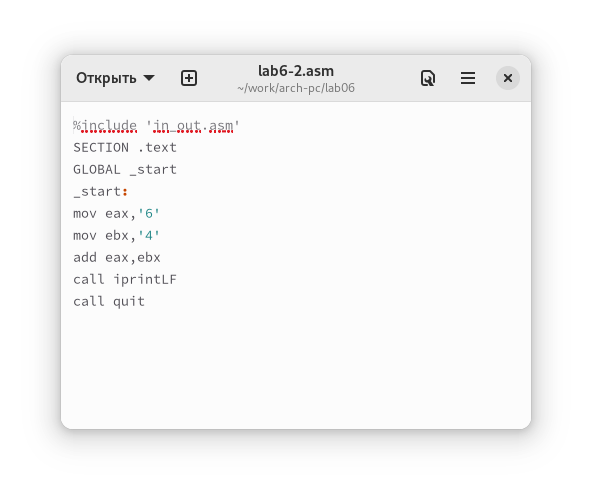 Открыть
lab6-2.asm
~/work/arch-pc/lab06
%include 'in_out.asm'
SECTION .text
GLOBAL _start
_start:
mov eax,'6'
mov ebx,'4'
add eax,ebx
call iprintLF
call quit